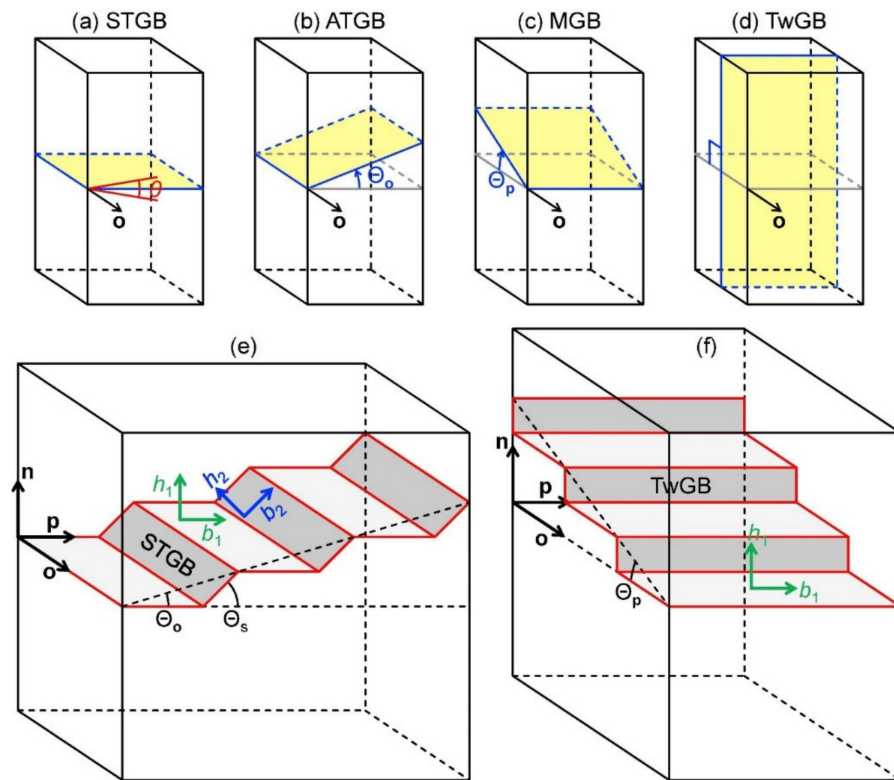 (a) STGB (b) ATGB (c) MGB (d) TwGB
θ Θo Θp
o o o o
(e) (f)
n p o
h1 b1 h2 b2
STGB
Θo Θs
n p o
TwGB
h1 b1
Θp